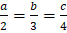 a/2 = b/3 = c/4